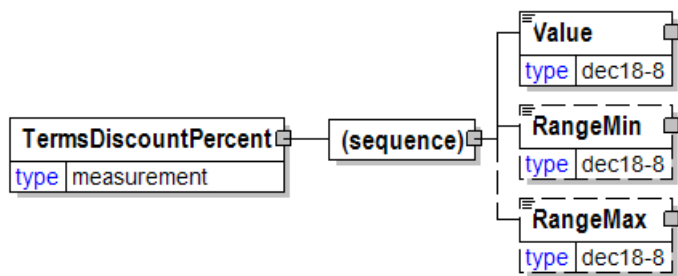 Value
type dec18-8
TermsDiscountPercent
type measurement
(sequence)
RangeMin
type dec18-8
RangeMax
type dec18-8